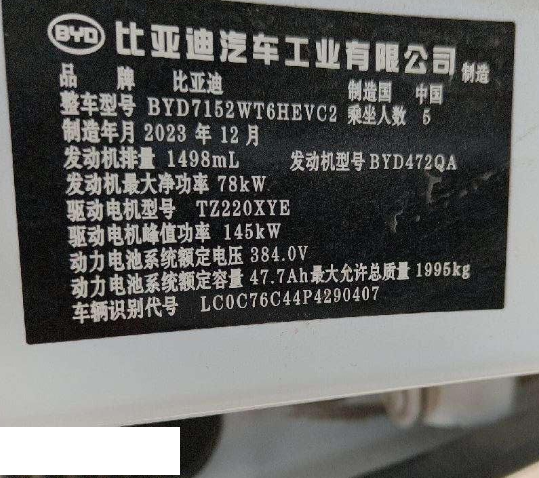 BYD 比亚迪汽车工业有限公司 制造
品 牌 比亚迪 制造国 中国
整车型号 BYD7152WT6HEVC2 乘坐人数 5
制造年月 2023 年 12 月
发动机排量 1498mL 发动机型号 BYD472QA
发动机最大净功率 78kW
驱动电机型号 TZ220XYE
驱动电机峰值功率 145kW
动力电池系统额定电压 384.0V
动力电池系统额定容量 47.7Ah 最大允许总质量 1995kg
车辆识别代号 LC0C76C44P4290407